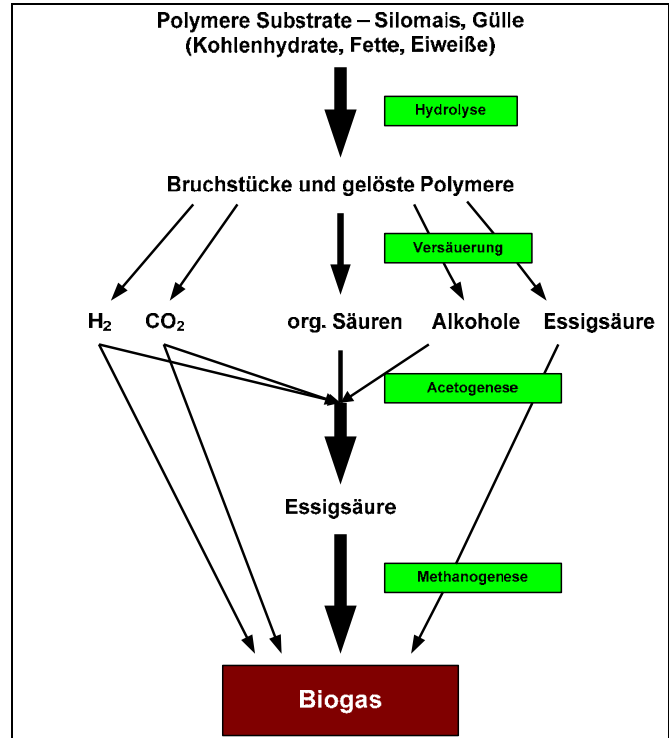 Polymere Substrate – Silomais, Gülle
(Kohlenhydrate, Fette, Eiweiße)
Hydrolyse
Bruchstücke und gelöste Polymere
Versäuerung
H₂ CO₂ org. Säuren Alkohole Essigsäure
Acetogenese
Essigsäure
Methanogenese
Biogas